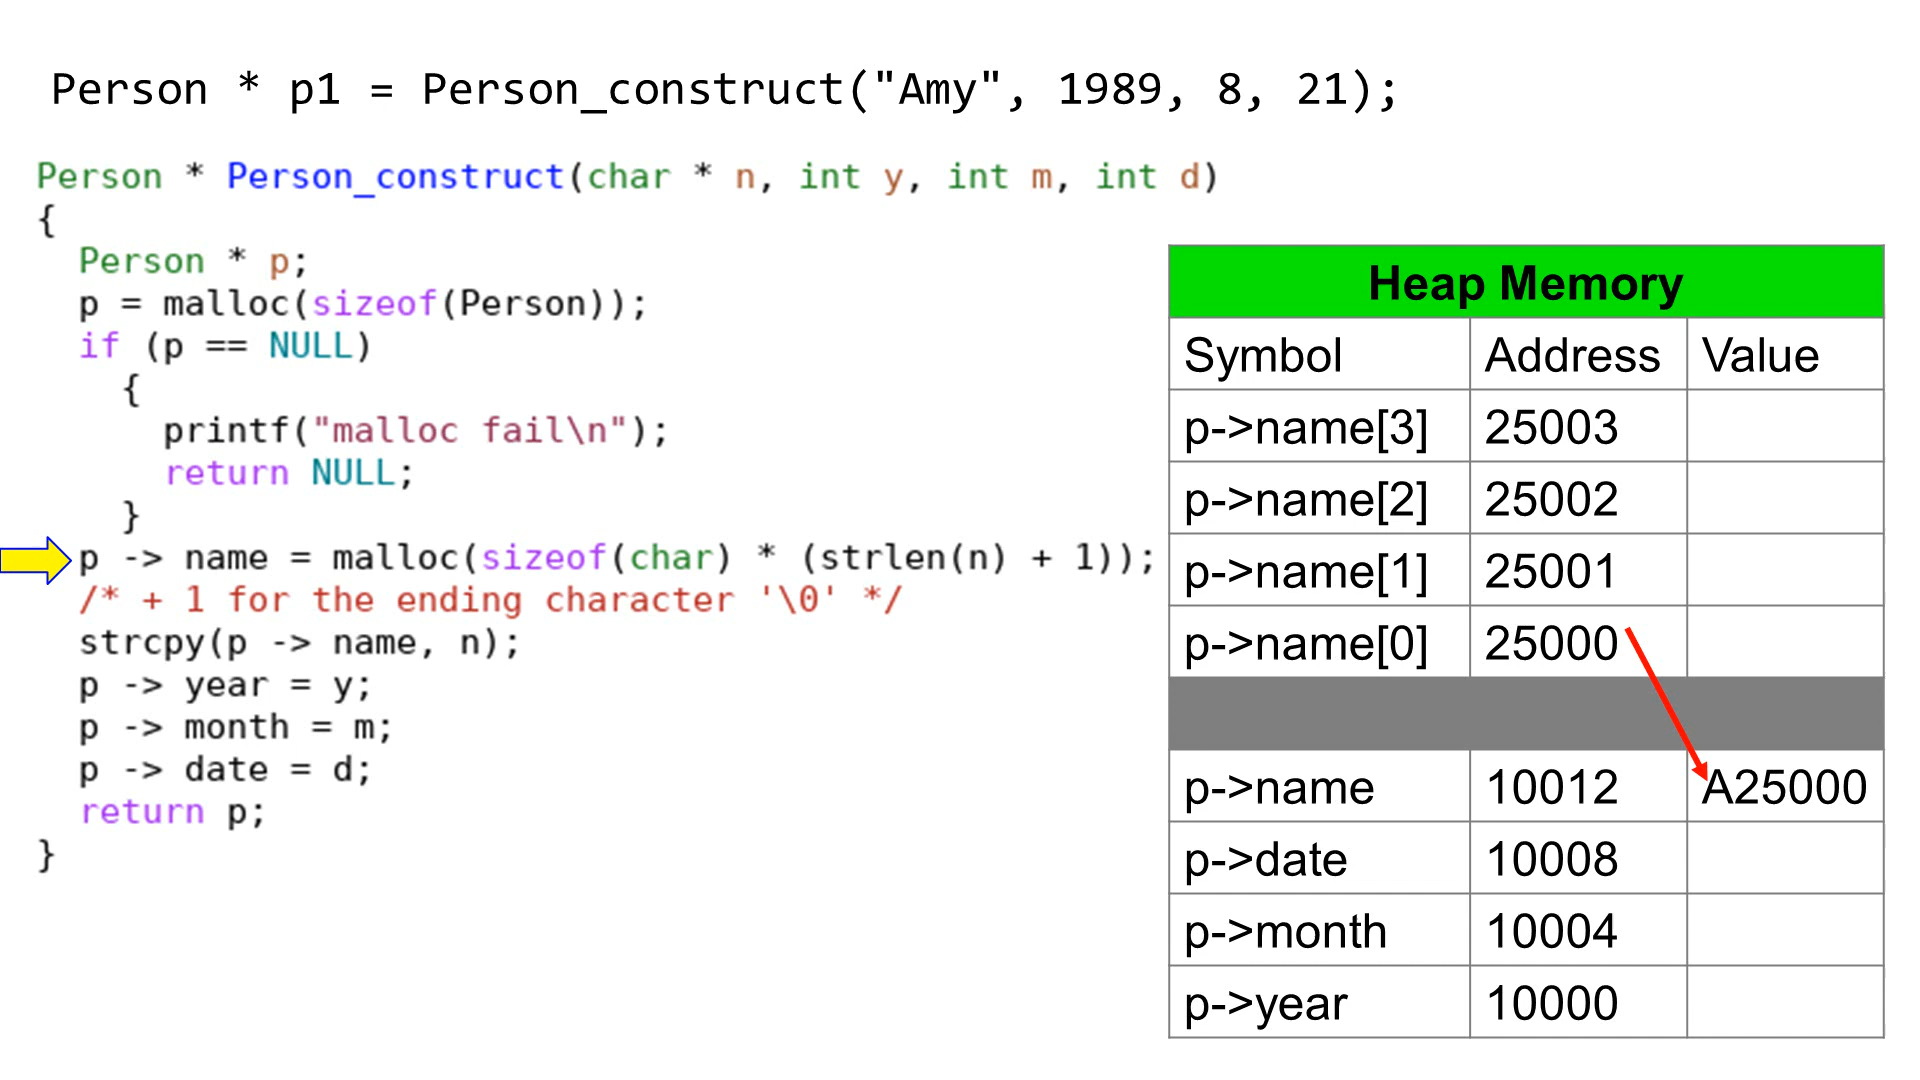 Person * p1 = Person_construct("Amy", 1989, 8, 21);
Person * Person_construct(char * n, int y, int m, int d)
{
Person * p;
p = malloc(sizeof(Person));
if (p == NULL)
{
printf("malloc fail\n");
return NULL;
}
p -> name = malloc(sizeof(char) * (strlen(n) + 1));
/* + 1 for the ending character '\0' */
strcpy(p -> name, n);
p -> year = y;
p -> month = m;
p -> date = d;
return p;
}
Heap Memory
Symbol Address Value
p->name[3] 25003
p->name[2] 25002
p->name[1] 25001
p->name[0] 25000
p->name 10012 A25000
p->date 10008
p->month 10004
p->year 10000